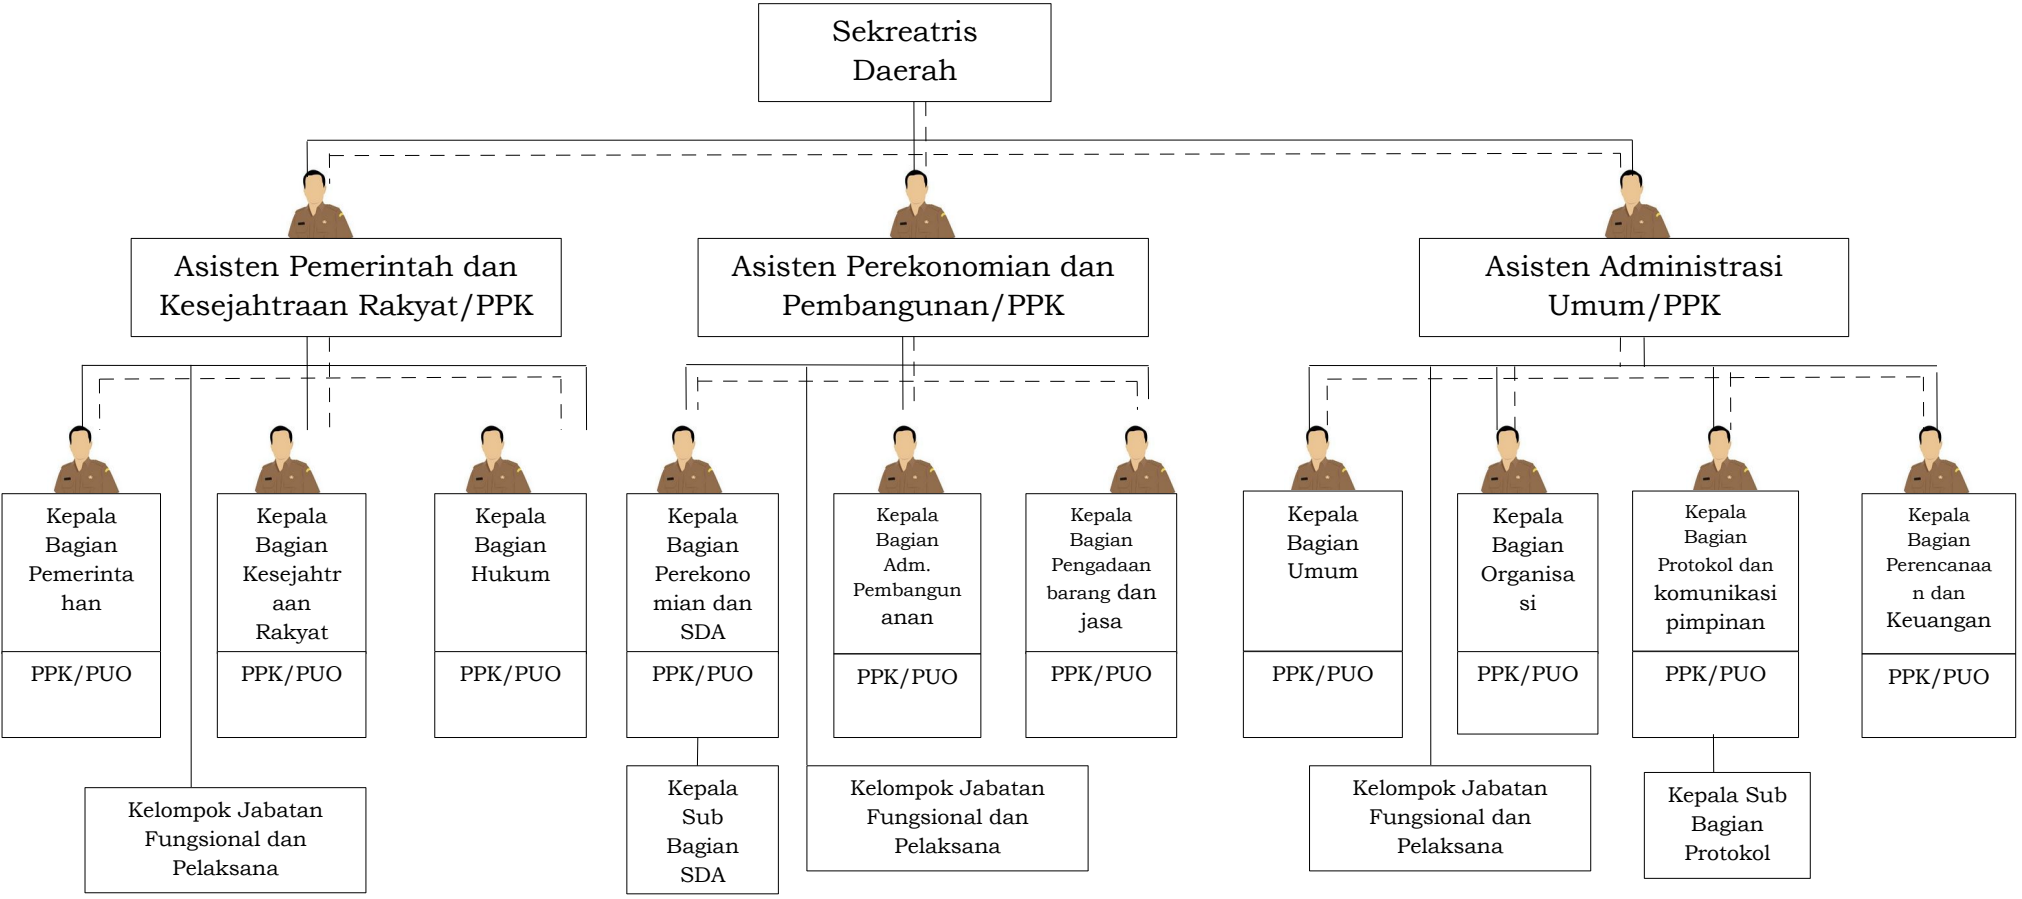 Sekreatris
Daerah
Asisten Pemerintah dan
Kesejahtraan Rakyat/PPK
Asisten Perekonomian dan
Pembangunan/PPK
Asisten Administrasi
Umum/PPK
Kepala
Bagian
Pemerinta
han
PPK/PUO
Kepala
Bagian
Kesejahtr
aan
Rakyat
PPK/PUO
Kepala
Bagian
Hukum
PPK/PUO
Kepala
Bagian
Perekono
mian dan
SDA
PPK/PUO
Kepala
Bagian
Adm.
Pembangun
anan
PPK/PUO
Kepala
Bagian
Pengadaan
barang dan
jasa
PPK/PUO
Kepala
Bagian
Umum
PPK/PUO
Kepala
Bagian
Organisa
si
PPK/PUO
Kepala
Bagian
Protokol dan
komunikasi
pimpinan
PPK/PUO
Kepala
Bagian
Perencanaa
n dan
Keuangan
PPK/PUO
Kelompok Jabatan
Fungsional dan
Pelaksana
Kepala
Sub
Bagian
SDA
Kelompok Jabatan
Fungsional dan
Pelaksana
Kelompok Jabatan
Fungsional dan
Pelaksana
Kepala Sub
Bagian
Protokol